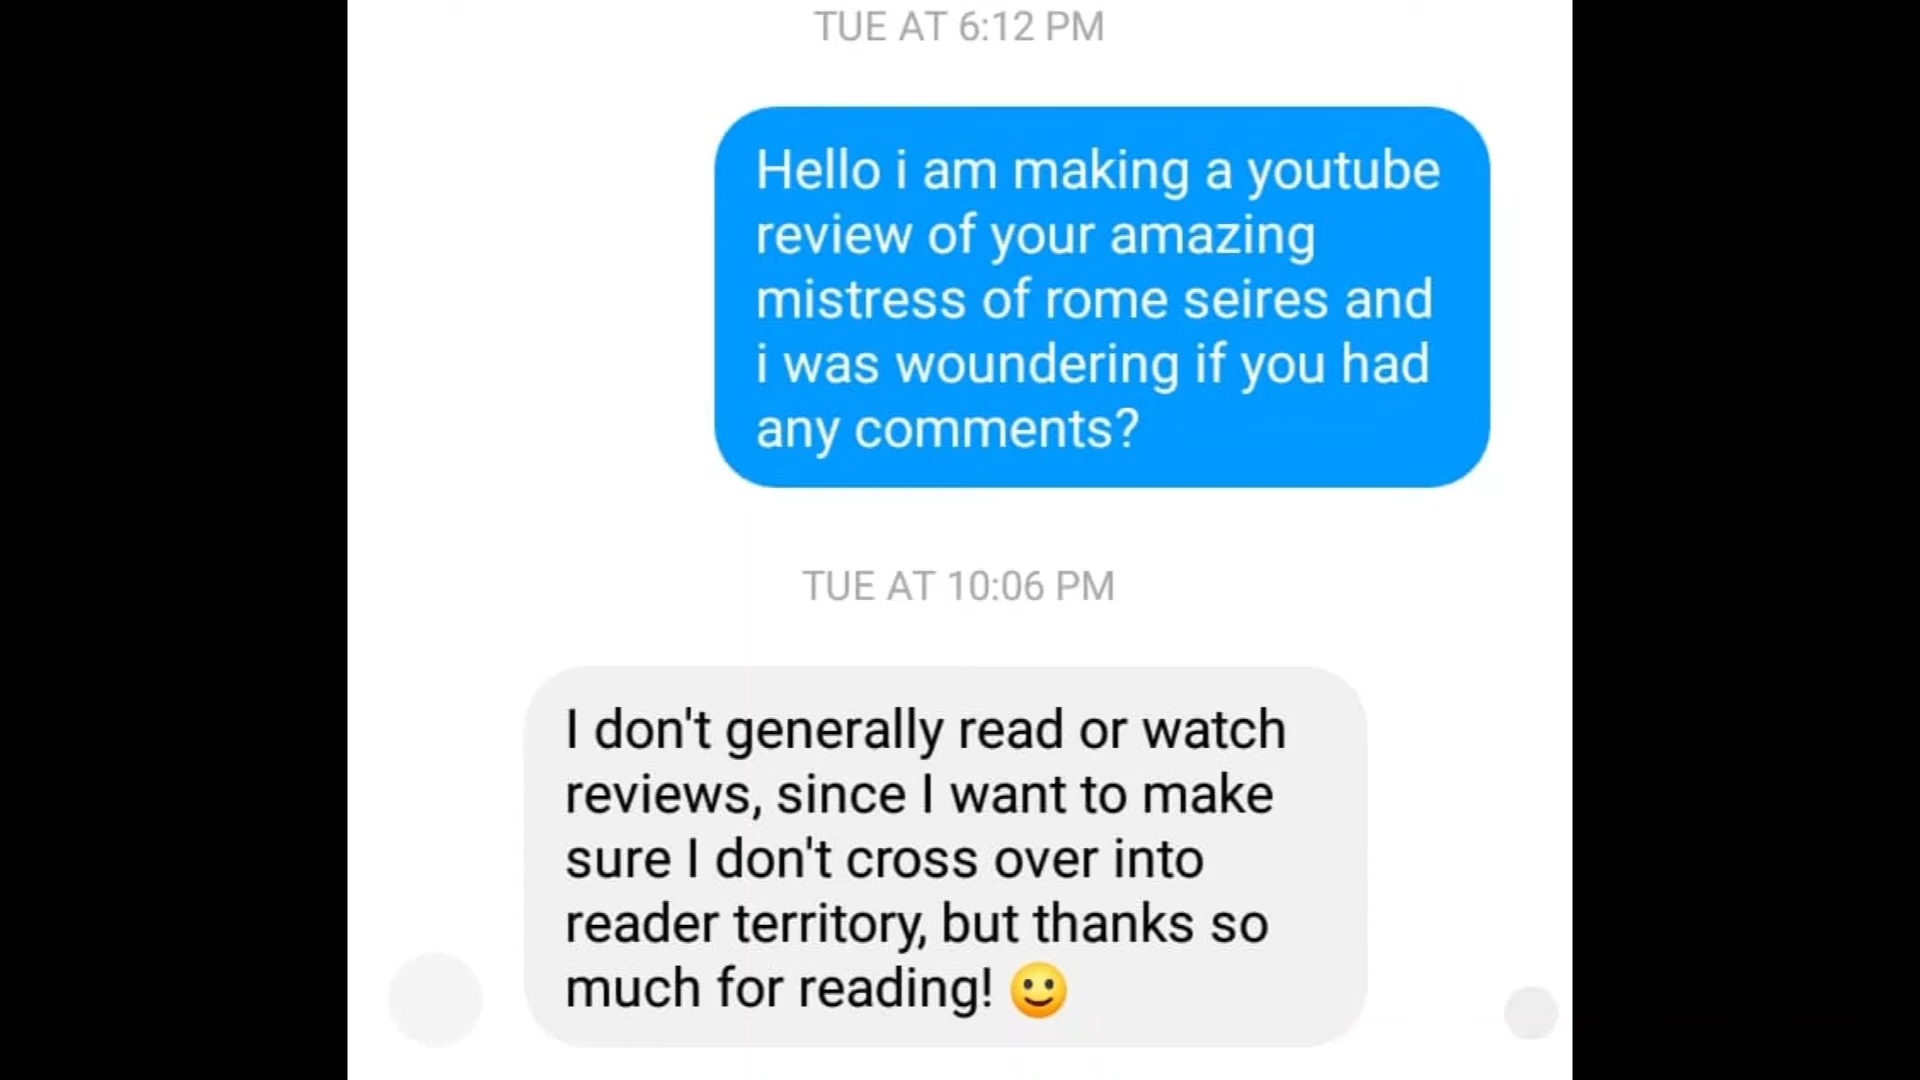 TUE AT 6:12 PM
Hello i am making a youtube
review of your amazing
mistress of rome seires and
i was woundering if you had
any comments?
TUE AT 10:06 PM
I don't generally read or watch
reviews, since I want to make
sure I don't cross over into
reader territory, but thanks so
much for reading! 🙂